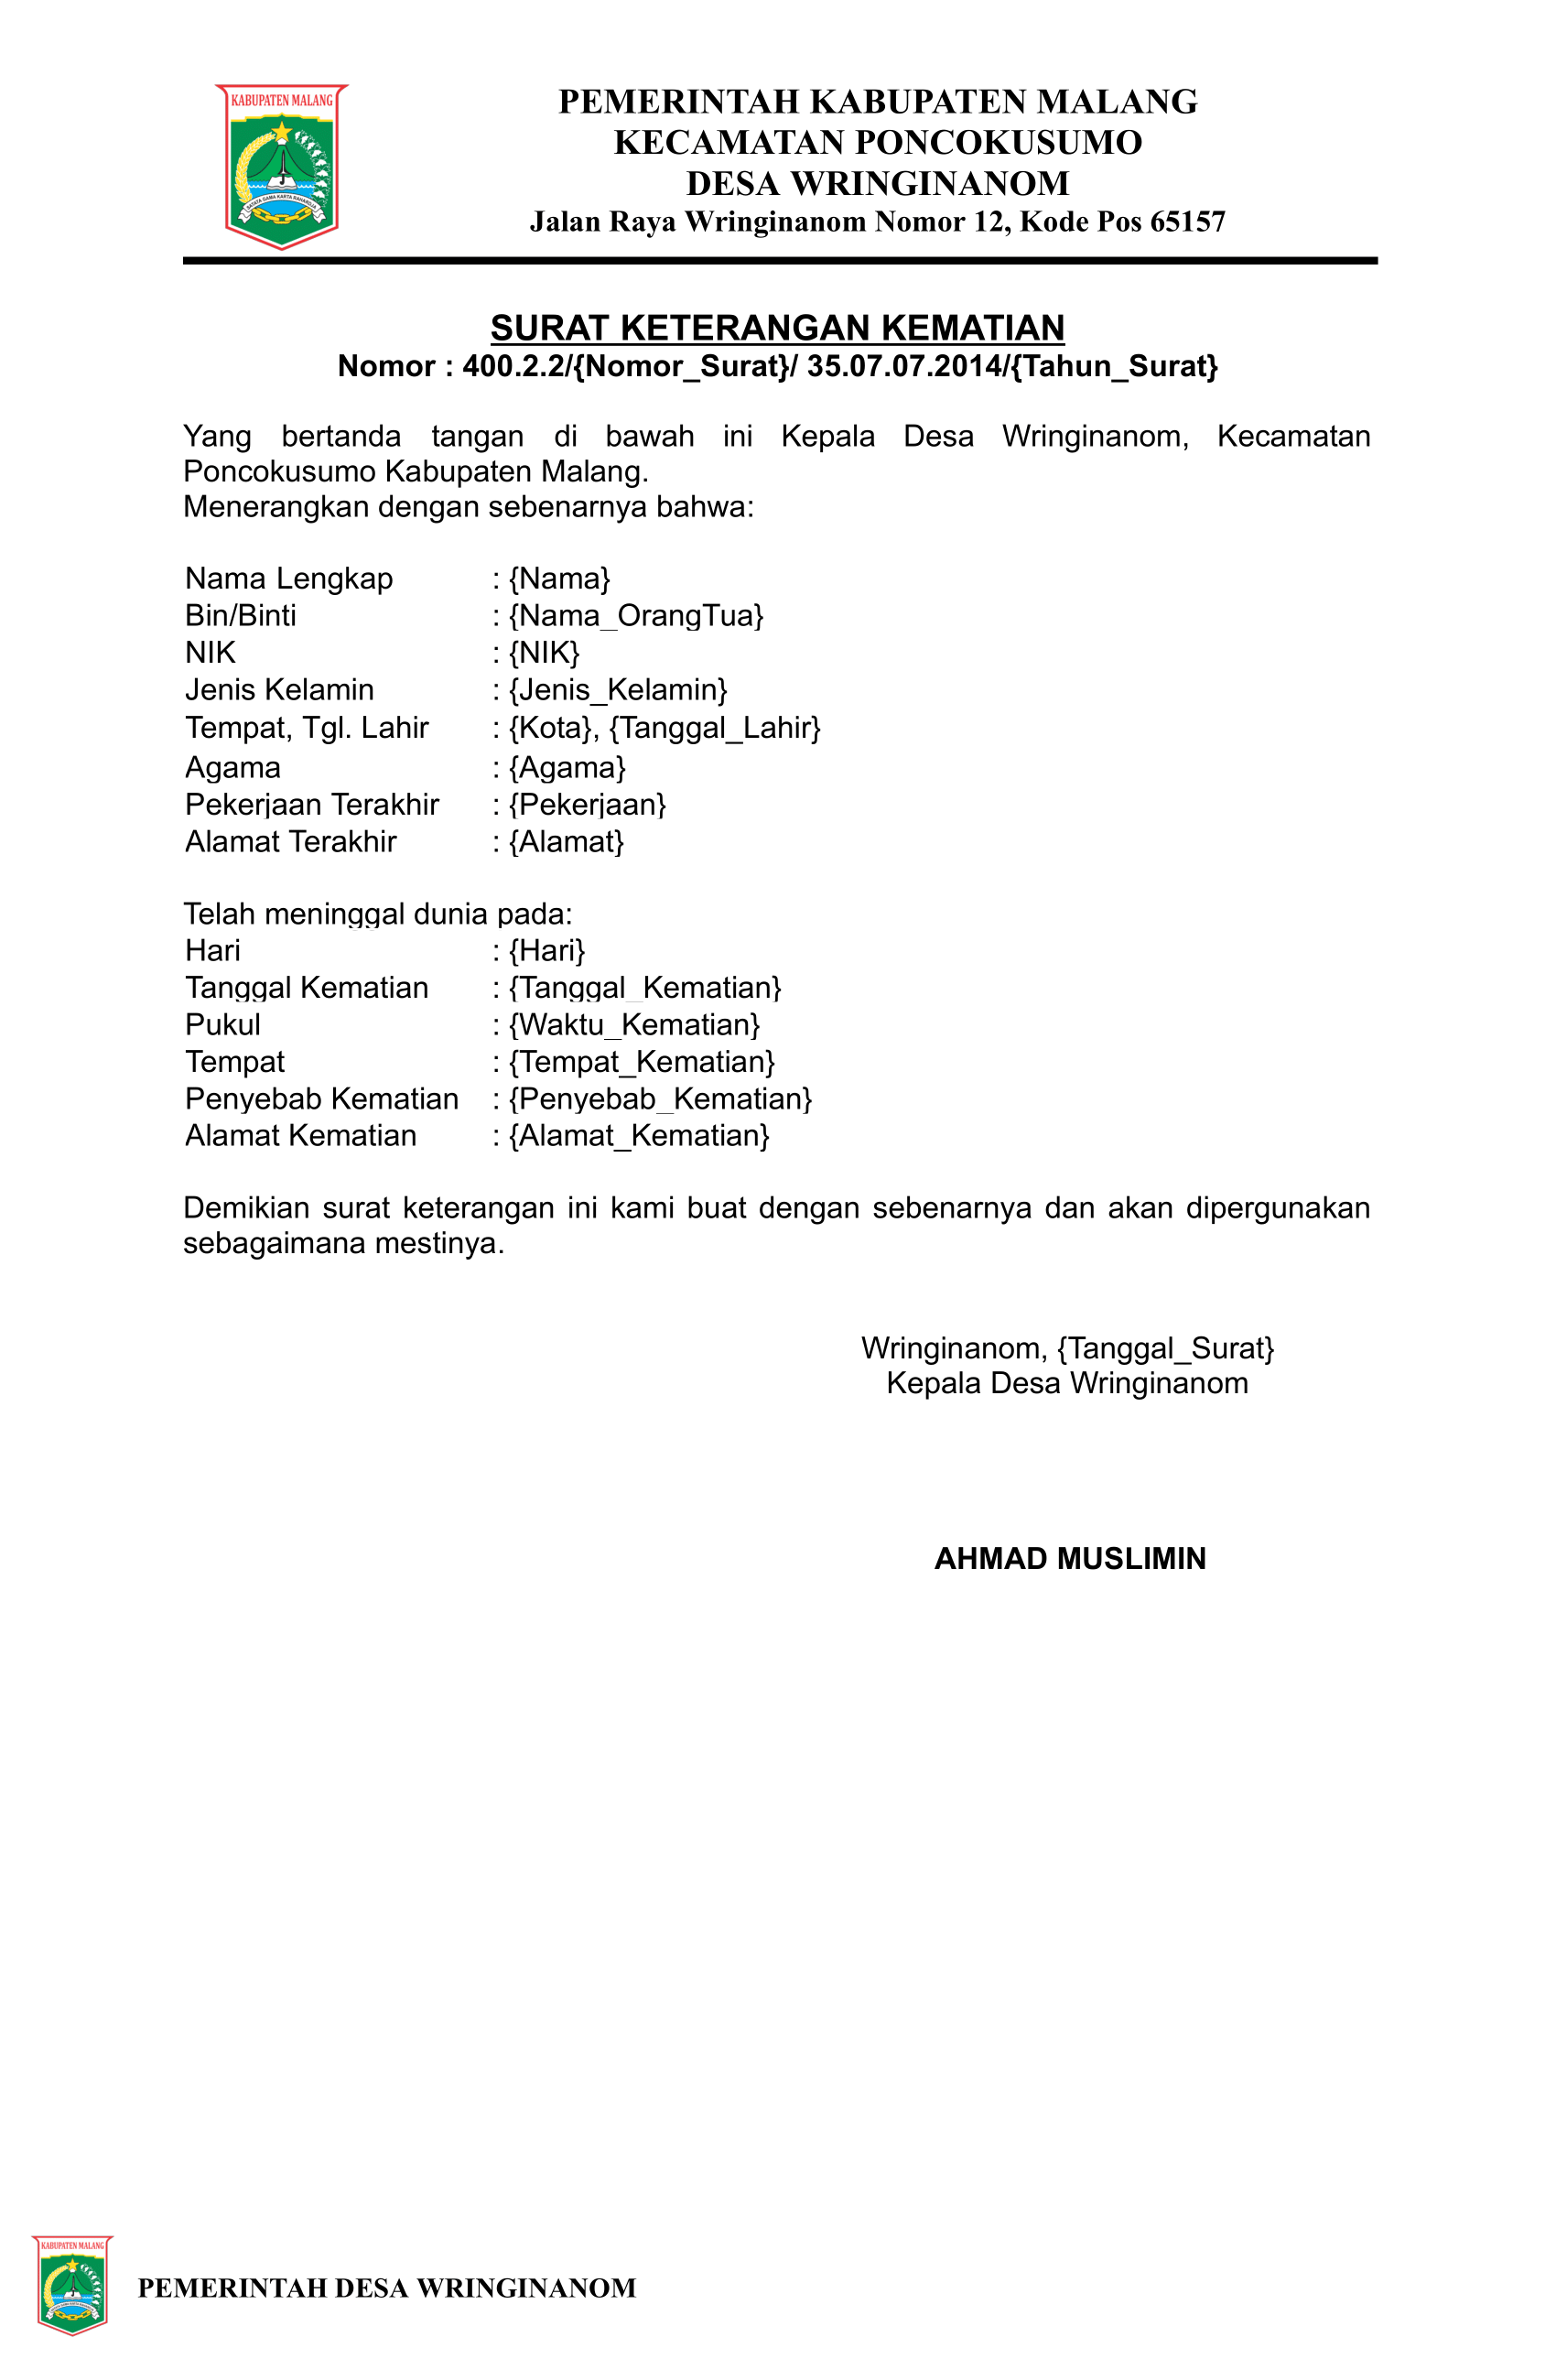 KABUPATEN MALANG
SATATA GAMA KARTA RAHARDJA
PEMERINTAH KABUPATEN MALANG
KECAMATAN PONCOKUSUMO
DESA WRINGINANOM
Jalan Raya Wringinanom Nomor 12, Kode Pos 65157
SURAT KETERANGAN KEMATIAN
Nomor : 400.2.2/{Nomor_Surat}/ 35.07.07.2014/{Tahun_Surat}
Yang bertanda tangan di bawah ini Kepala Desa Wringinanom, Kecamatan
Poncokusumo Kabupaten Malang.
Menerangkan dengan sebenarnya bahwa:
Nama Lengkap : {Nama}
Bin/Binti : {Nama_OrangTua}
NIK : {NIK}
Jenis Kelamin : {Jenis_Kelamin}
Tempat, Tgl. Lahir : {Kota}, {Tanggal_Lahir}
Agama : {Agama}
Pekerjaan Terakhir : {Pekerjaan}
Alamat Terakhir : {Alamat}
Telah meninggal dunia pada:
Hari : {Hari}
Tanggal Kematian : {Tanggal_Kematian}
Pukul : {Waktu_Kematian}
Tempat : {Tempat_Kematian}
Penyebab Kematian : {Penyebab_Kematian}
Alamat Kematian : {Alamat_Kematian}
Demikian surat keterangan ini kami buat dengan sebenarnya dan akan dipergunakan
sebagaimana mestinya.
Wringinanom, {Tanggal_Surat}
Kepala Desa Wringinanom
AHMAD MUSLIMIN
KABUPATEN MALANG
PEMERINTAH DESA WRINGINANOM